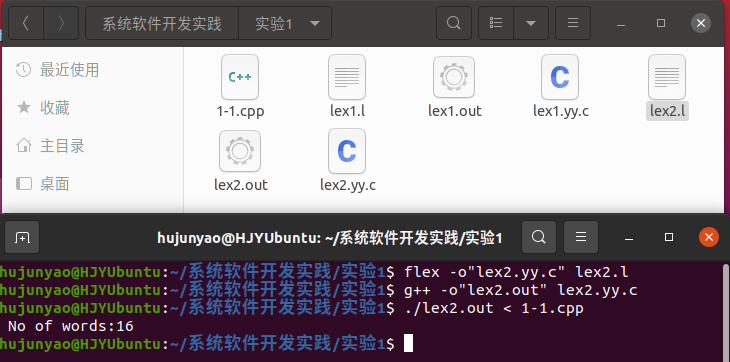 系统软件开发实践 实验1
最近使用
收藏
主目录
桌面
C++
1-1.cpp
lex1.l
lex1.out
C
lex1.yy.c
lex2.l
lex2.out
C
lex2.yy.c
hujunyao@HJYUbuntu: ~/系统软件开发实践/实验1
hujunyao@HJYUbuntu:~/系统软件开发实践/实验1$ flex -o"lex2.yy.c" lex2.l
hujunyao@HJYUbuntu:~/系统软件开发实践/实验1$ g++ -o"lex2.out" lex2.yy.c
hujunyao@HJYUbuntu:~/系统软件开发实践/实验1$ ./lex2.out < 1-1.cpp
No of words:16
hujunyao@HJYUbuntu:~/系统软件开发实践/实验1$